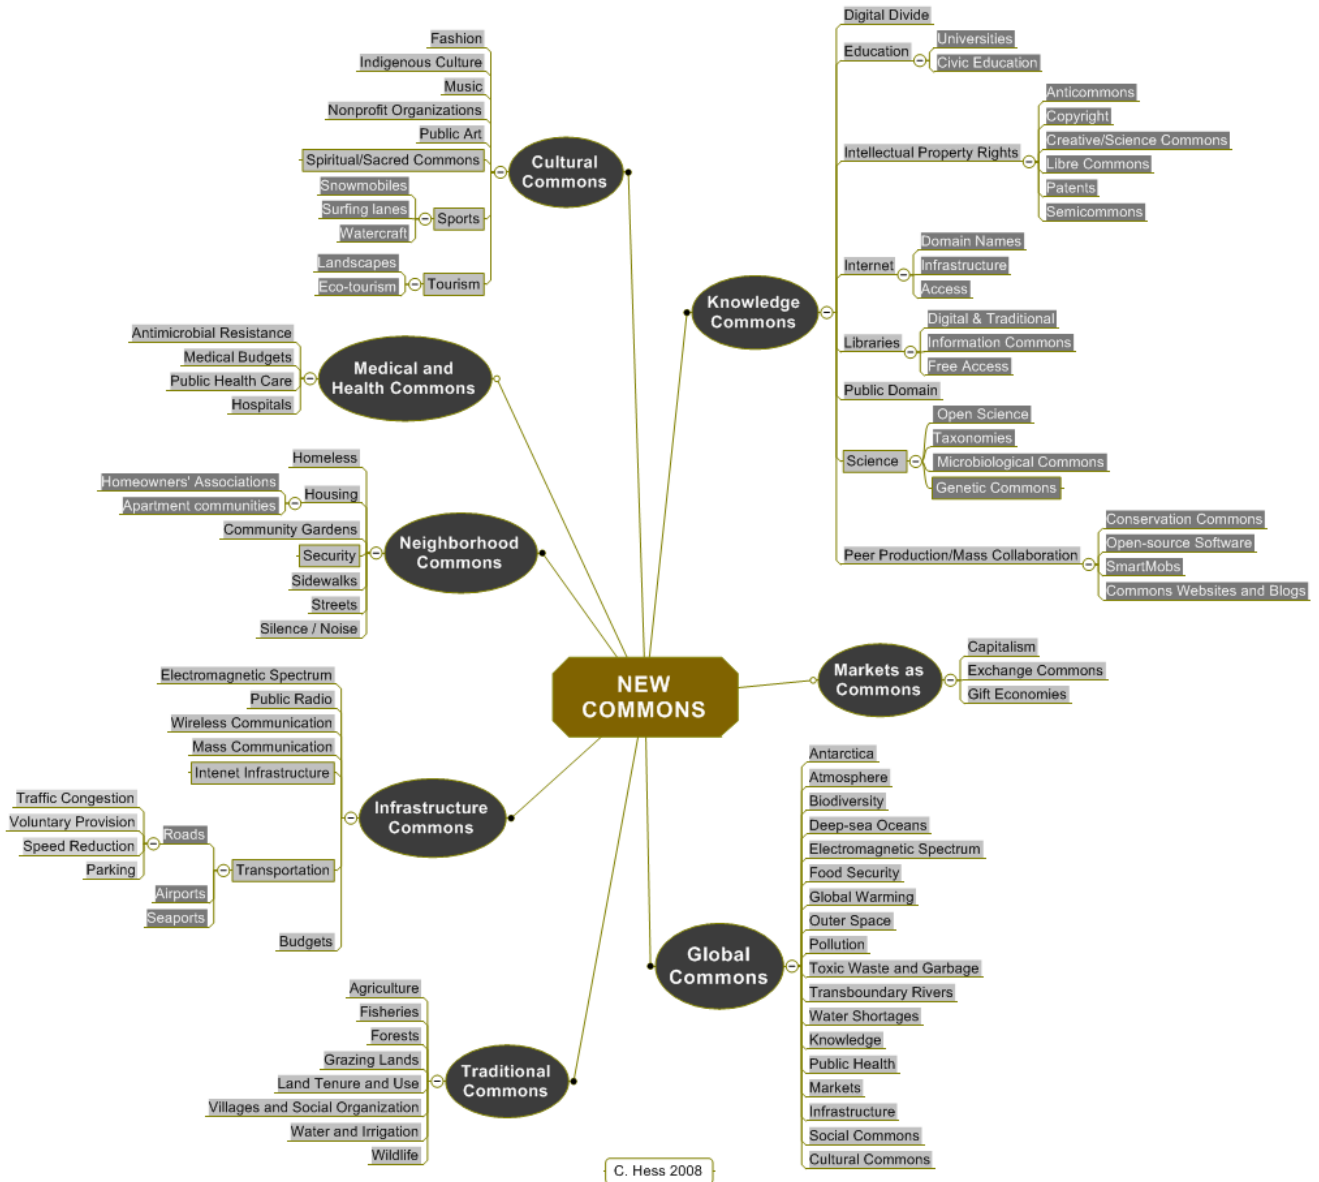 Fashion
Indigenous Culture
Music
Nonprofit Organizations
Public Art
Spiritual/Sacred Commons
Snowmobiles
Surfing lanes
Watercraft
Sports
Landscapes
Eco-tourism
Tourism
Cultural
Commons
Antimicrobial Resistance
Medical Budgets
Public Health Care
Hospitals
Medical and
Health Commons
Homeless
Homeowners' Associations
Apartment communities
Housing
Community Gardens
Security
Sidewalks
Streets
Silence / Noise
Neighborhood
Commons
Electromagnetic Spectrum
Public Radio
Wireless Communication
Mass Communication
Intenet Infrastructure
Traffic Congestion
Voluntary Provision
Speed Reduction
Parking
Roads
Airports
Seaports
Transportation
Budgets
Infrastructure
Commons
Agriculture
Fisheries
Forests
Grazing Lands
Land Tenure and Use
Villages and Social Organization
Water and Irrigation
Wildlife
Traditional
Commons
NEW
COMMONS
Knowledge
Commons
Digital Divide
Education
Universities
Civic Education
Intellectual Property Rights
Anticommons
Copyright
Creative/Science Commons
Libre Commons
Patents
Semicommons
Internet
Domain Names
Infrastructure
Access
Libraries
Digital & Traditional
Information Commons
Free Access
Public Domain
Science
Open Science
Taxonomies
Microbiological Commons
Genetic Commons
Peer Production/Mass Collaboration
Conservation Commons
Open-source Software
SmartMobs
Commons Websites and Blogs
Markets as
Commons
Capitalism
Exchange Commons
Gift Economies
Global
Commons
Antarctica
Atmosphere
Biodiversity
Deep-sea Oceans
Electromagnetic Spectrum
Food Security
Global Warming
Outer Space
Pollution
Toxic Waste and Garbage
Transboundary Rivers
Water Shortages
Knowledge
Public Health
Markets
Infrastructure
Social Commons
Cultural Commons
C. Hess 2008